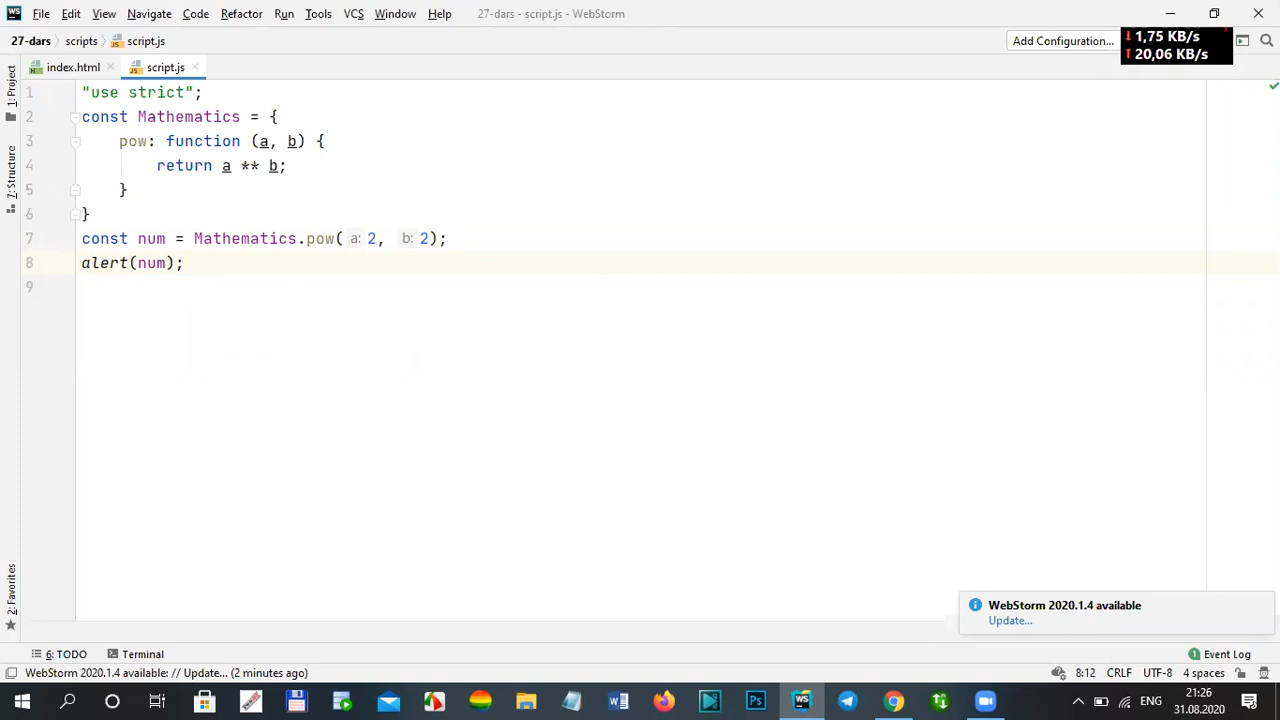 WS File Edit View Navigate Code Refactor Run Tools VCS Window Help 27-dars - script.js - WebStorm
27-dars scripts script.js Add Configuration... 1,75 KB/s
20,06 KB/s
index.html script.js
1: Project
7: Structure
2: Favorites
1 "use strict";
2 const Mathematics = {
3 pow: function (a, b) {
4 return a ** b;
5 }
6 }
7 const num = Mathematics.pow( a: 2, b: 2);
8 alert(num);
9
WebStorm 2020.1.4 available
Update...
6: TODO Terminal 1 Event Log
WebStorm 2020.1.4 available: // Update... (2 minutes ago) 8:12 CRLF UTF-8 4 spaces
Ps WS ENG 21:26
31.08.2020